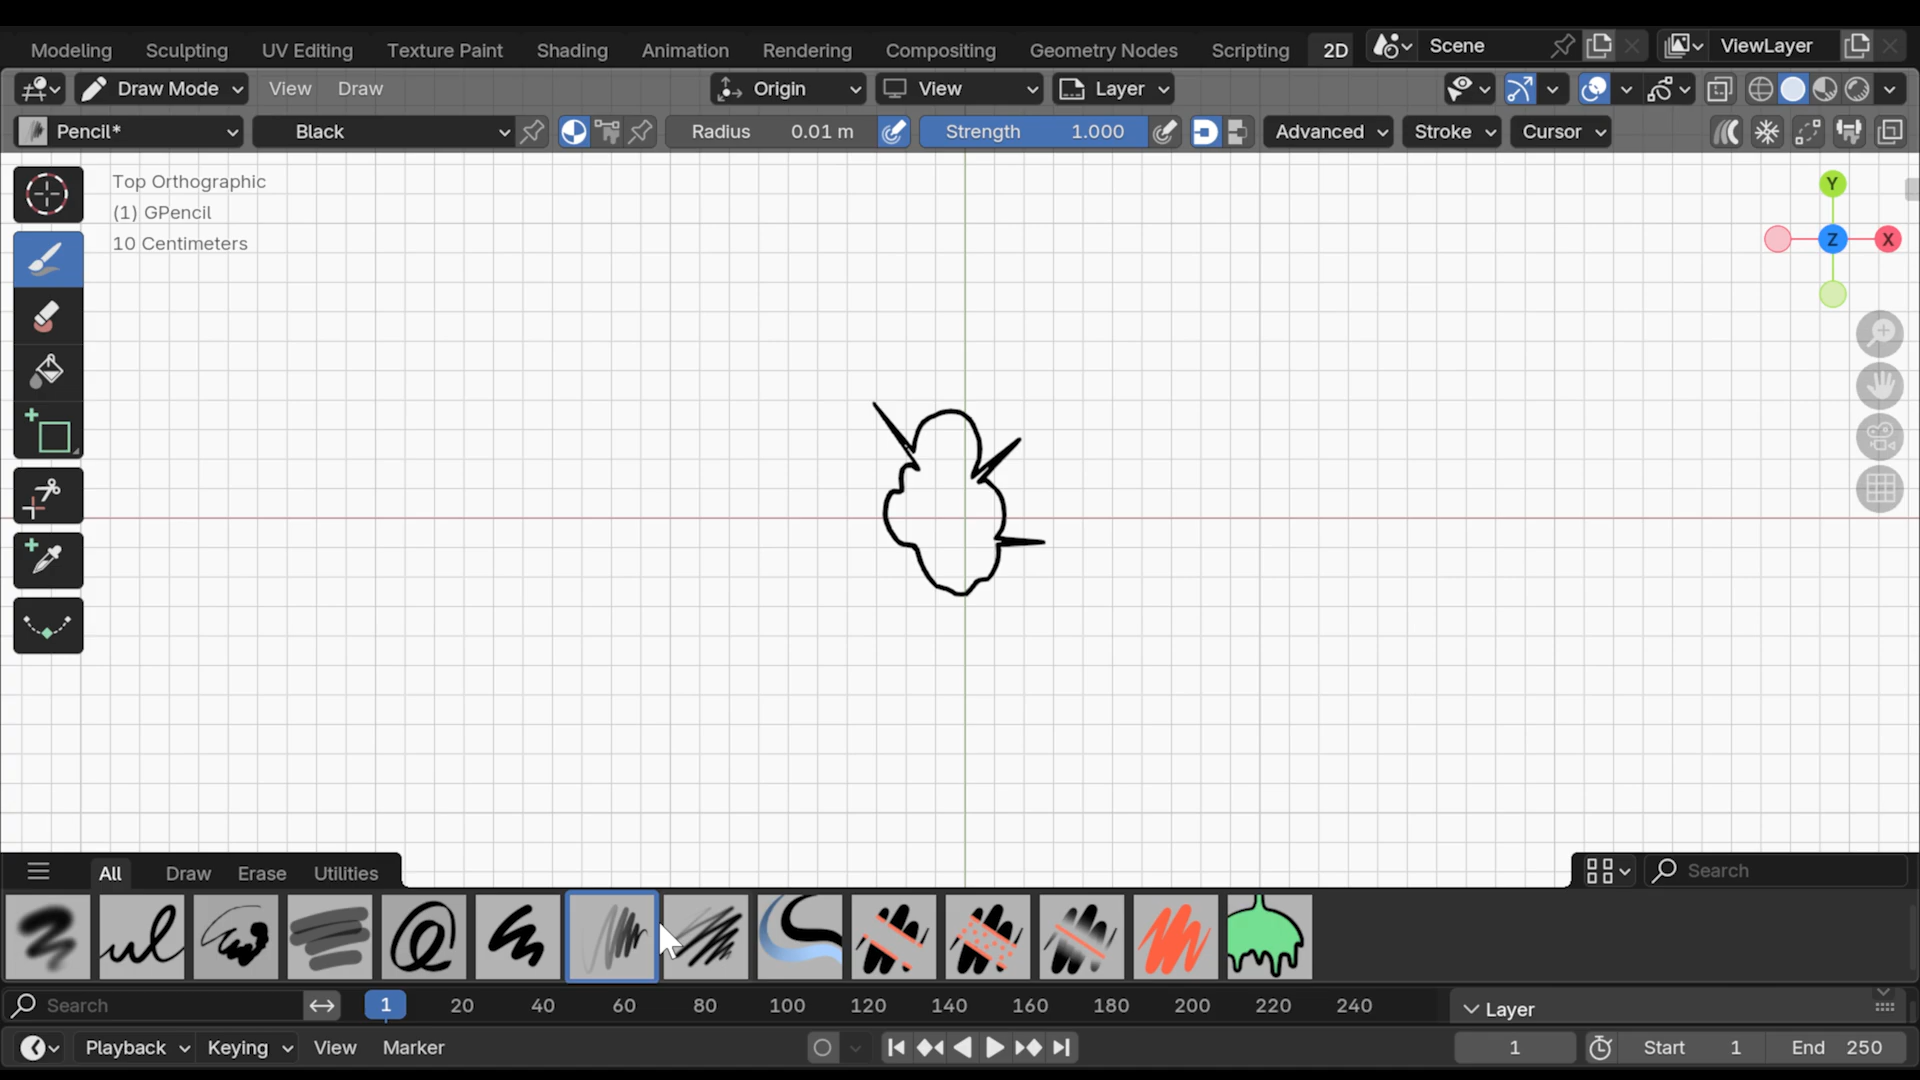 Modeling Sculpting UV Editing Texture Paint Shading Animation Rendering Compositing Geometry Nodes Scripting 2D Scene ViewLayer
Draw Mode View Draw Origin View Layer
Pencil* Black Radius 0.01 m Strength 1.000 Advanced Stroke Cursor
Top Orthographic
(1) GPencil
10 Centimeters
Y
Z X
All Draw Erase Utilities Search
Search 1 20 40 60 80 100 120 140 160 180 200 220 240 Layer
Playback Keying View Marker 1 Start 1 End 250